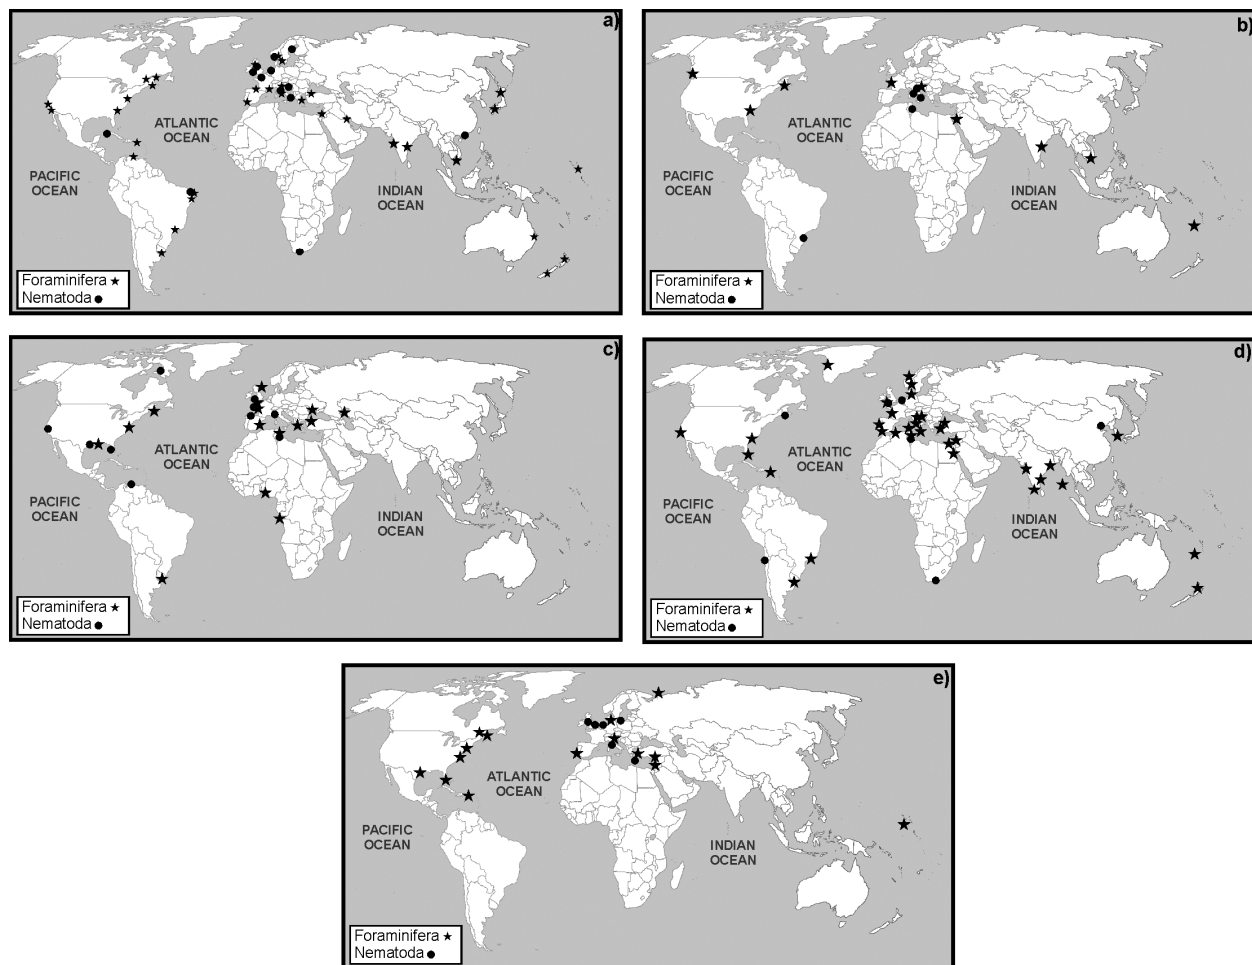 a)
ATLANTIC
OCEAN
PACIFIC
OCEAN
INDIAN
OCEAN
Foraminifera ★
Nematoda ●
b)
ATLANTIC
OCEAN
PACIFIC
OCEAN
INDIAN
OCEAN
Foraminifera ★
Nematoda ●
c)
ATLANTIC
OCEAN
PACIFIC
OCEAN
INDIAN
OCEAN
Foraminifera ★
Nematoda ●
d)
ATLANTIC
OCEAN
PACIFIC
OCEAN
INDIAN
OCEAN
Foraminifera ★
Nematoda ●
e)
ATLANTIC
OCEAN
PACIFIC
OCEAN
INDIAN
OCEAN
Foraminifera ★
Nematoda ●